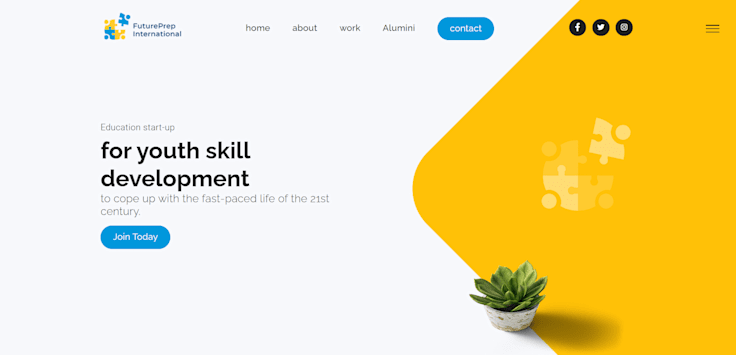 FuturePrep
International
home about work Alumini contact
Education start-up
for youth skill
development
to cope up with the fast-paced life of the 21st
century.
Join Today